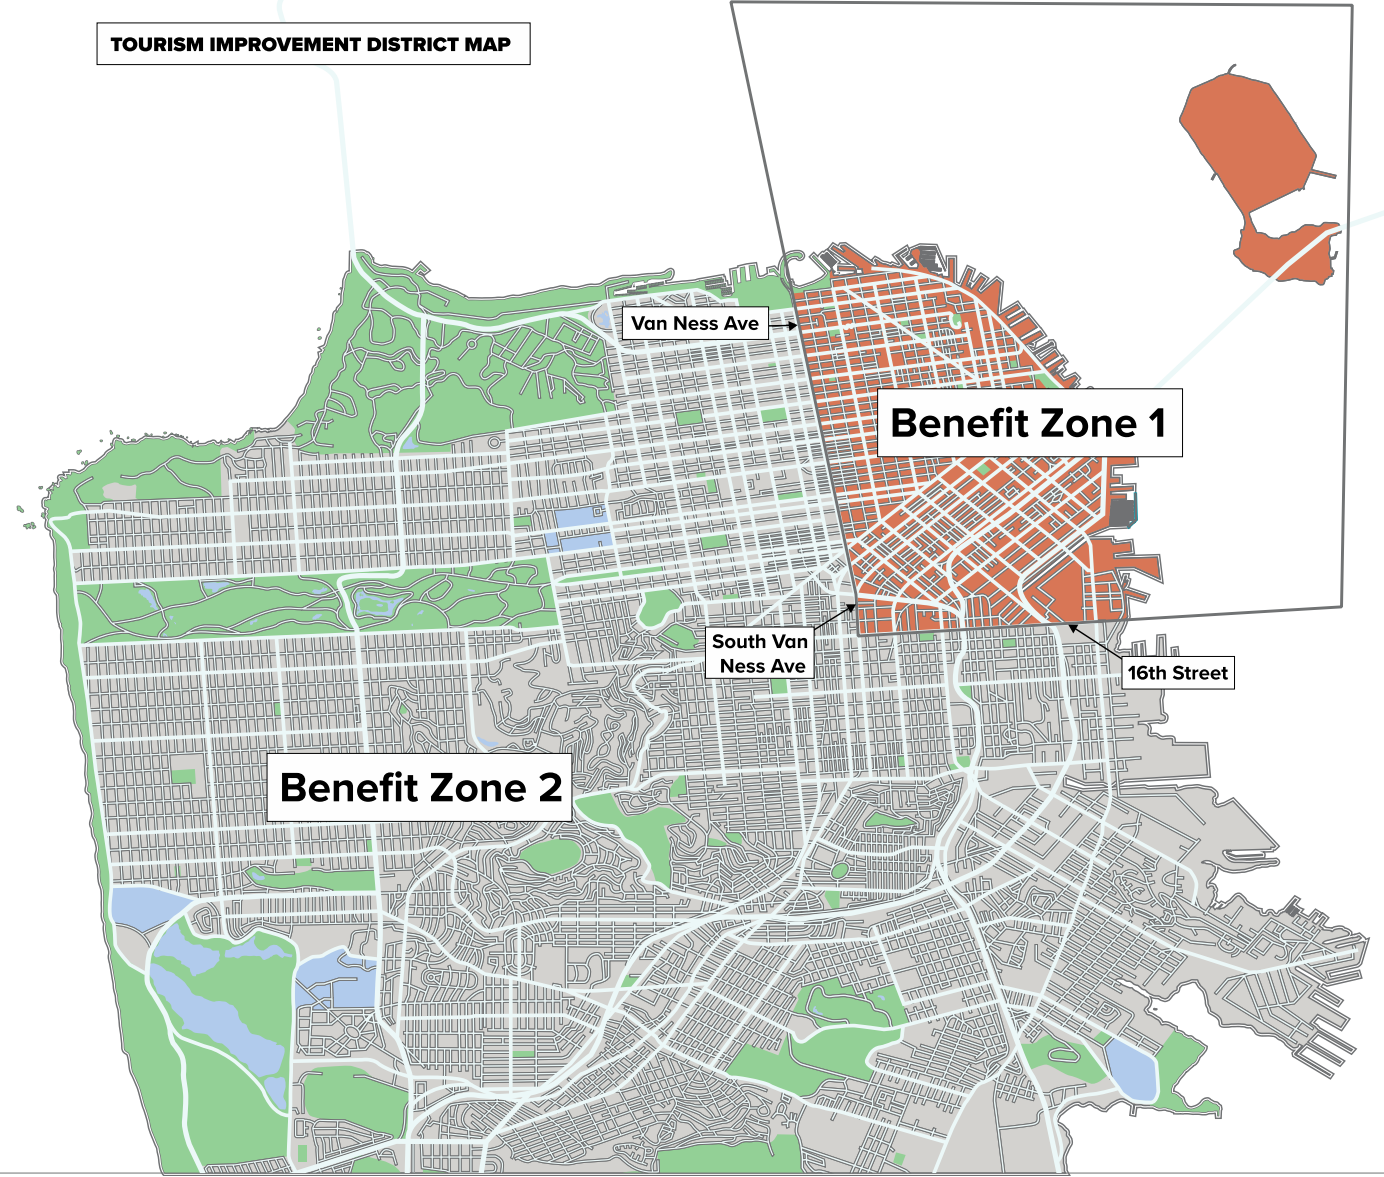 TOURISM IMPROVEMENT DISTRICT MAP
Van Ness Ave
Benefit Zone 1
South Van
Ness Ave
16th Street
Benefit Zone 2